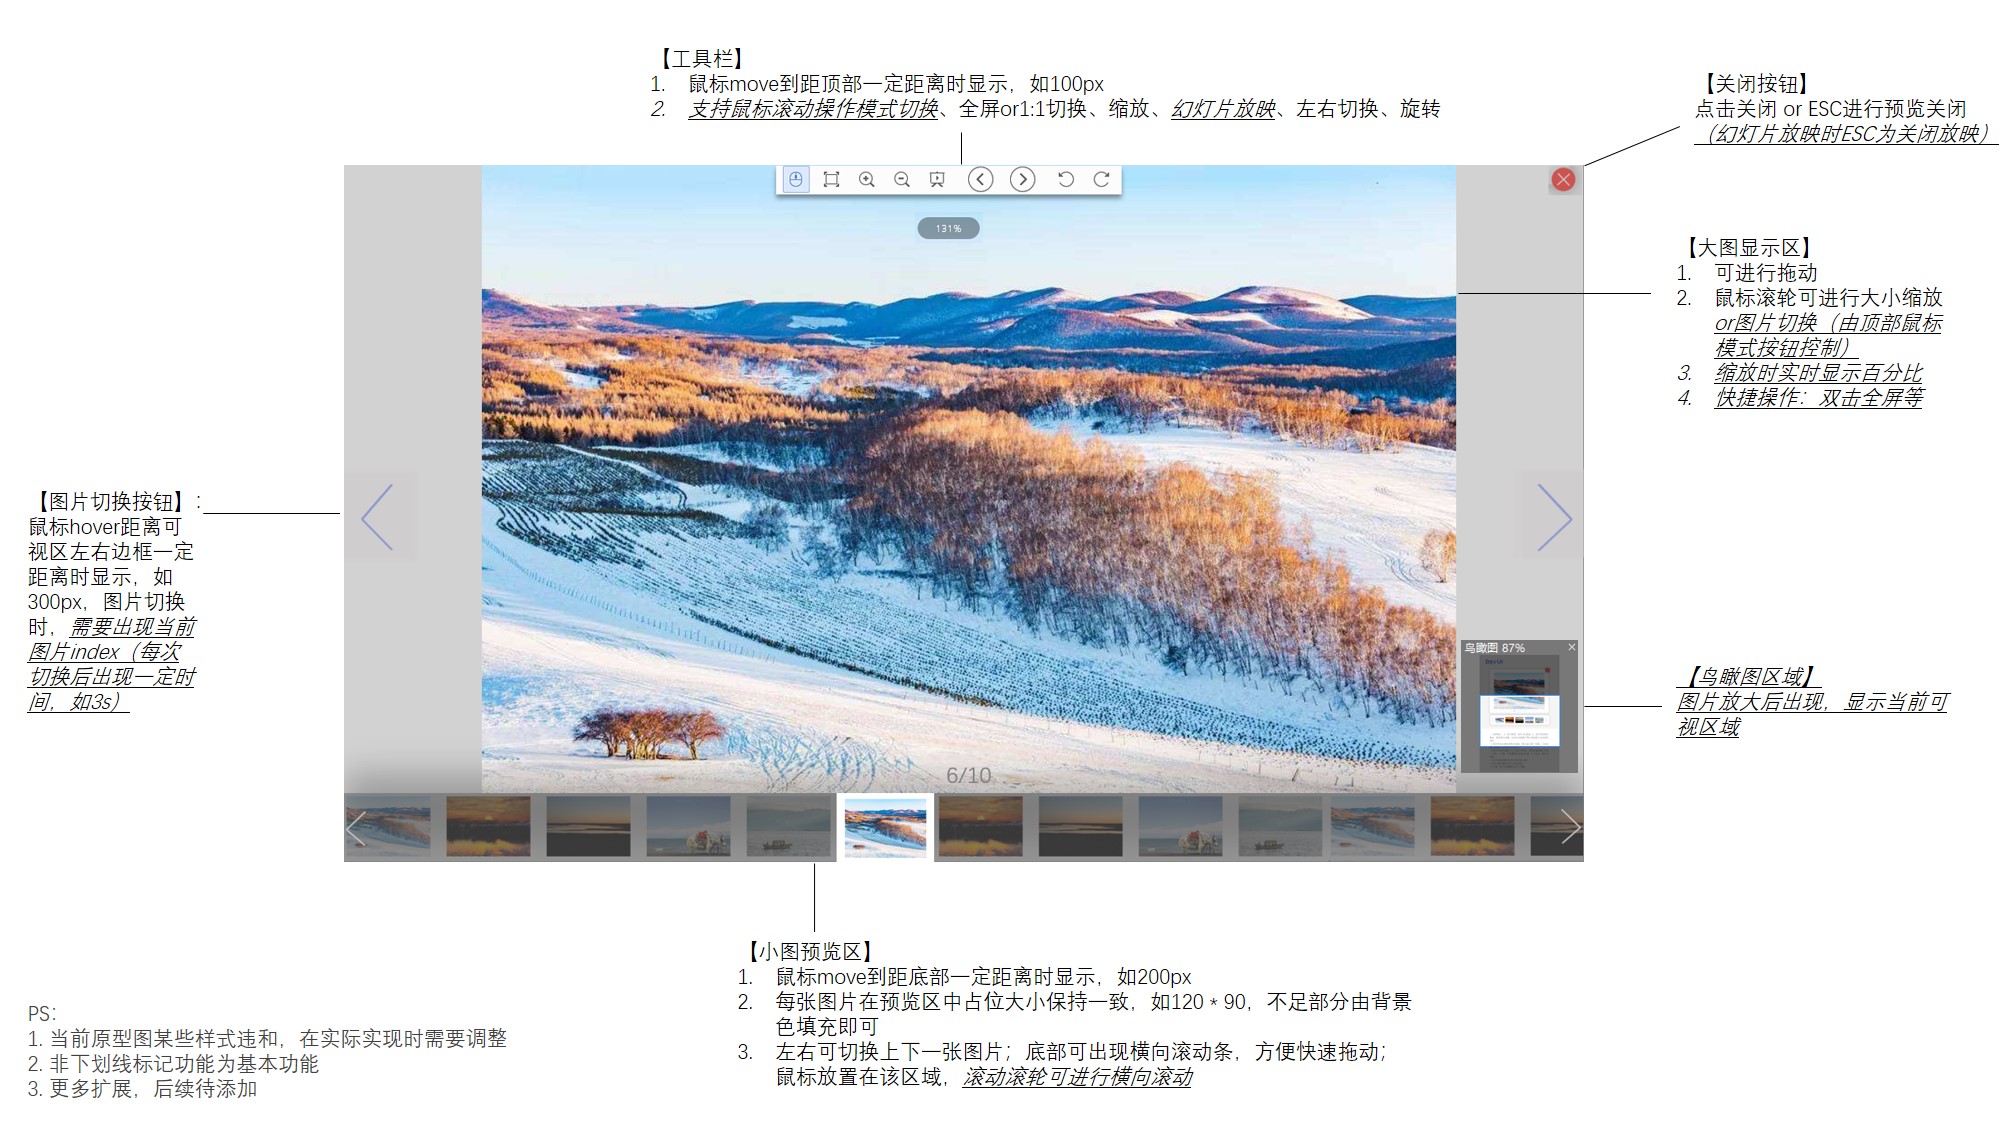 【工具栏】
1. 鼠标move到距顶部一定距离时显示，如100px
2. 支持鼠标滚动操作模式切换、全屏or1:1切换、缩放、幻灯片放映、左右切换、旋转
【关闭按钮】
点击关闭 or ESC进行预览关闭
（幻灯片放映时ESC为关闭放映）
131%
【大图显示区】
1. 可进行拖动
2. 鼠标滚轮可进行大小缩放
or图片切换（由顶部鼠标
模式按钮控制）
3. 缩放时实时显示百分比
4. 快捷操作：双击全屏等
【图片切换按钮】：
鼠标hover距离可
视区左右边框一定
距离时显示，如
300px，图片切换
时，需要出现当前
图片index（每次
切换后出现一定时
间，如3s）
鸟瞰图 87%
【鸟瞰图区域】
图片放大后出现，显示当前可
视区域
6/10
【小图预览区】
1. 鼠标move到距底部一定距离时显示，如200px
2. 每张图片在预览区中占位大小保持一致，如120 * 90，不足部分由背景
色填充即可
3. 左右可切换上下一张图片；底部可出现横向滚动条，方便快速拖动；
鼠标放置在该区域，滚动滚轮可进行横向滚动
PS：
1. 当前原型图某些样式违和，在实际实现时需要调整
2. 非下划线标记功能为基本功能
3. 更多扩展，后续待添加